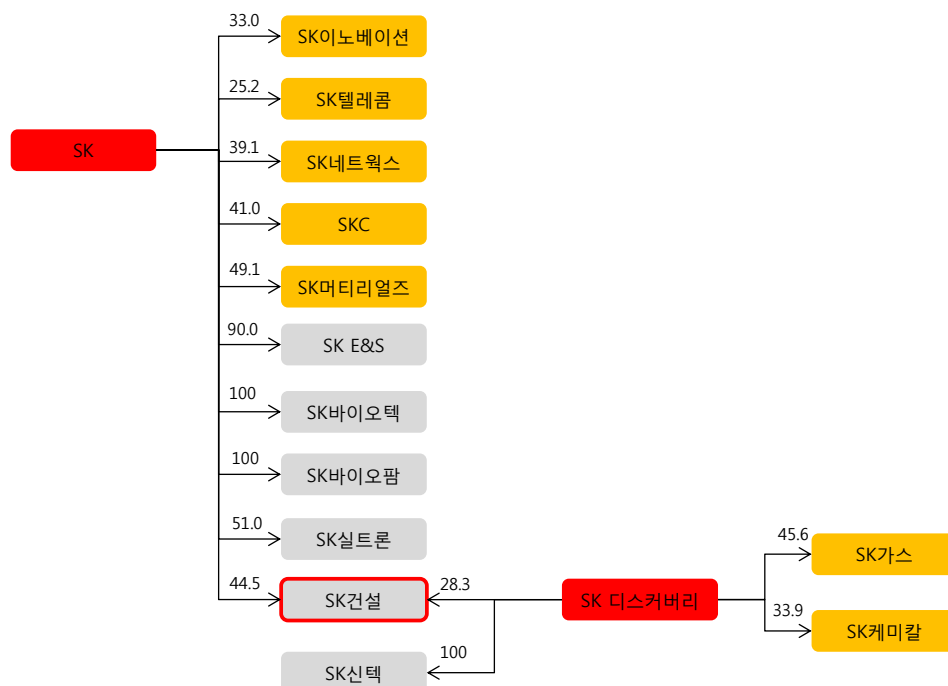 33.0
SK이노베이션
25.2
SK텔레콤
SK
39.1
SK네트웍스
41.0
SKC
49.1
SK머티리얼즈
90.0
SK E&S
100
SK바이오텍
100
SK바이오팜
51.0
SK실트론
45.6
SK가스
44.5
SK건설
28.3
SK 디스커버리
33.9
SK케미칼
100
SK신텍